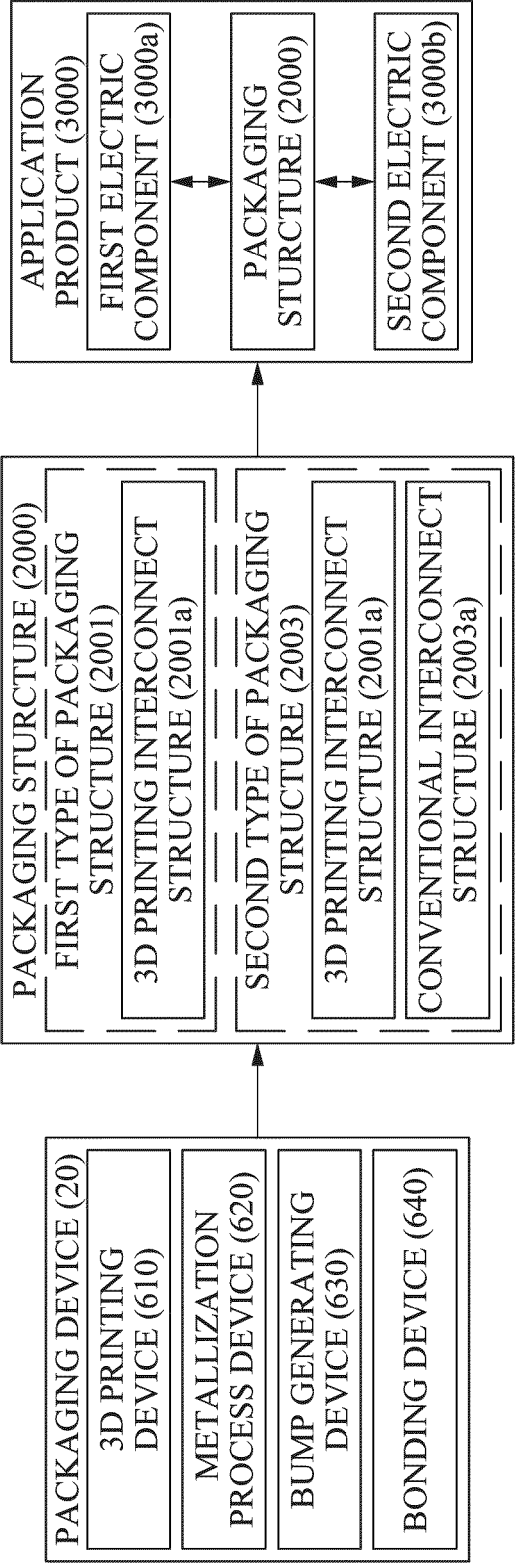 PACKAGING DEVICE (20)
3D PRINTING
DEVICE (610)
METALLIZATION
PROCESS DEVICE (620)
BUMP GENERATING
DEVICE (630)
BONDING DEVICE (640)
PACKAGING STURCTURE (2000)
FIRST TYPE OF PACKAGING
STRUCTURE (2001)
3D PRINTING INTERCONNECT
STRUCTURE (2001a)
SECOND TYPE OF PACKAGING
STRUCTURE (2003)
3D PRINTING INTERCONNECT
STRUCTURE (2001a)
CONVENTIONAL INTERCONNECT
STRUCTURE (2003a)
APPLICATION
PRODUCT (3000)
FIRST ELECTRIC
COMPONENT (3000a)
PACKAGING
STURCTURE (2000)
SECOND ELECTRIC
COMPONENT (3000b)